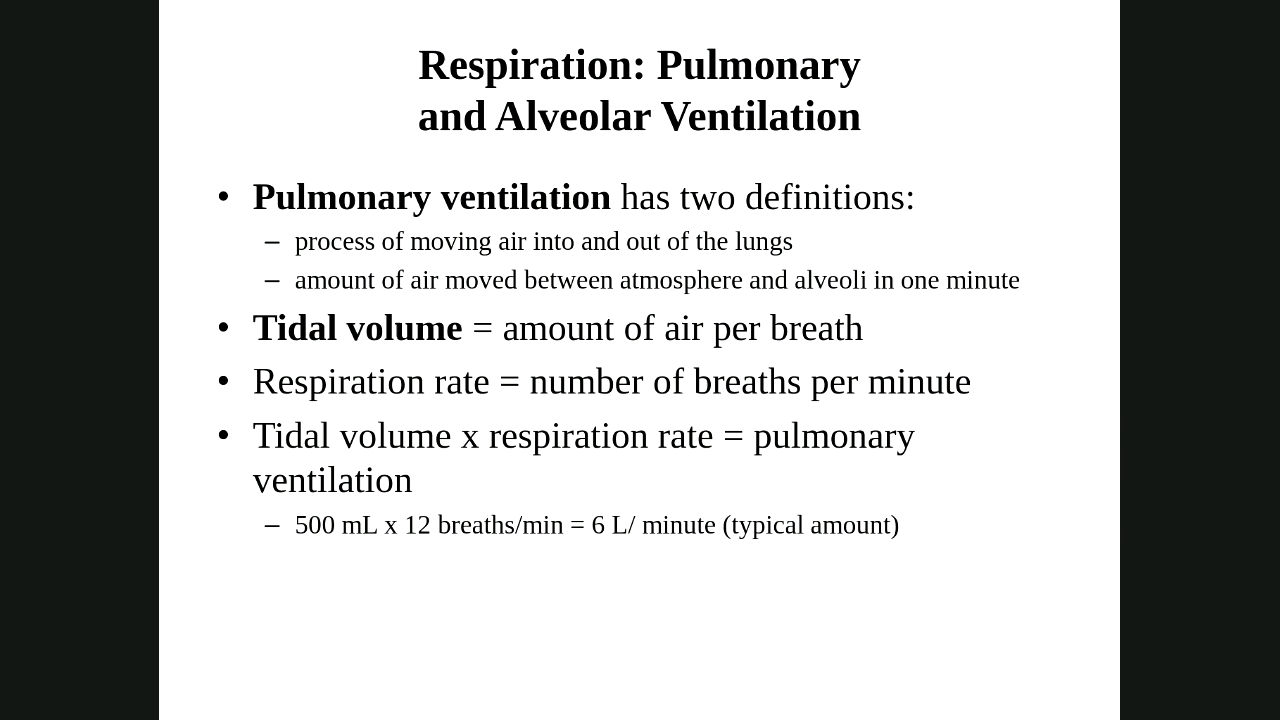 Respiration: Pulmonary
and Alveolar Ventilation
• Pulmonary ventilation has two definitions:
– process of moving air into and out of the lungs
– amount of air moved between atmosphere and alveoli in one minute
• Tidal volume = amount of air per breath
• Respiration rate = number of breaths per minute
• Tidal volume x respiration rate = pulmonary
ventilation
– 500 mL x 12 breaths/min = 6 L/ minute (typical amount)